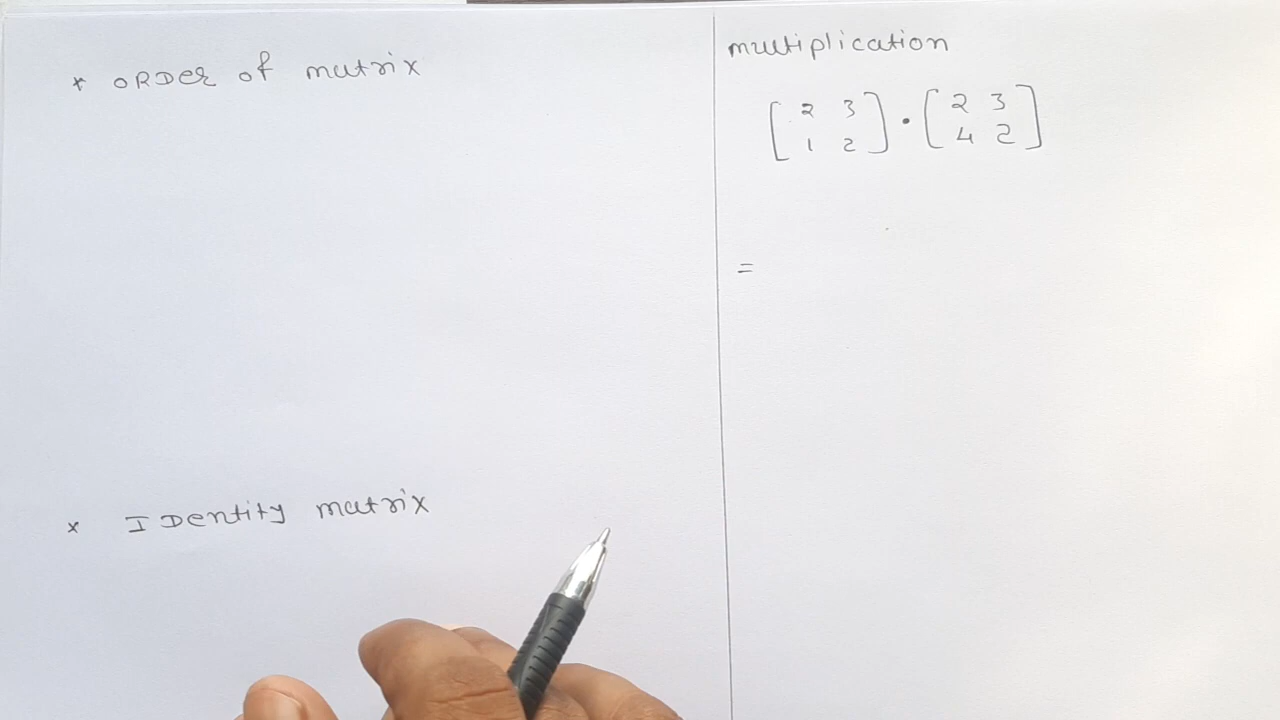 * ORDer of matrix
* IDentity matrix
multiplication
[2 3] . [2 3]
[1 2] [4 2]
=